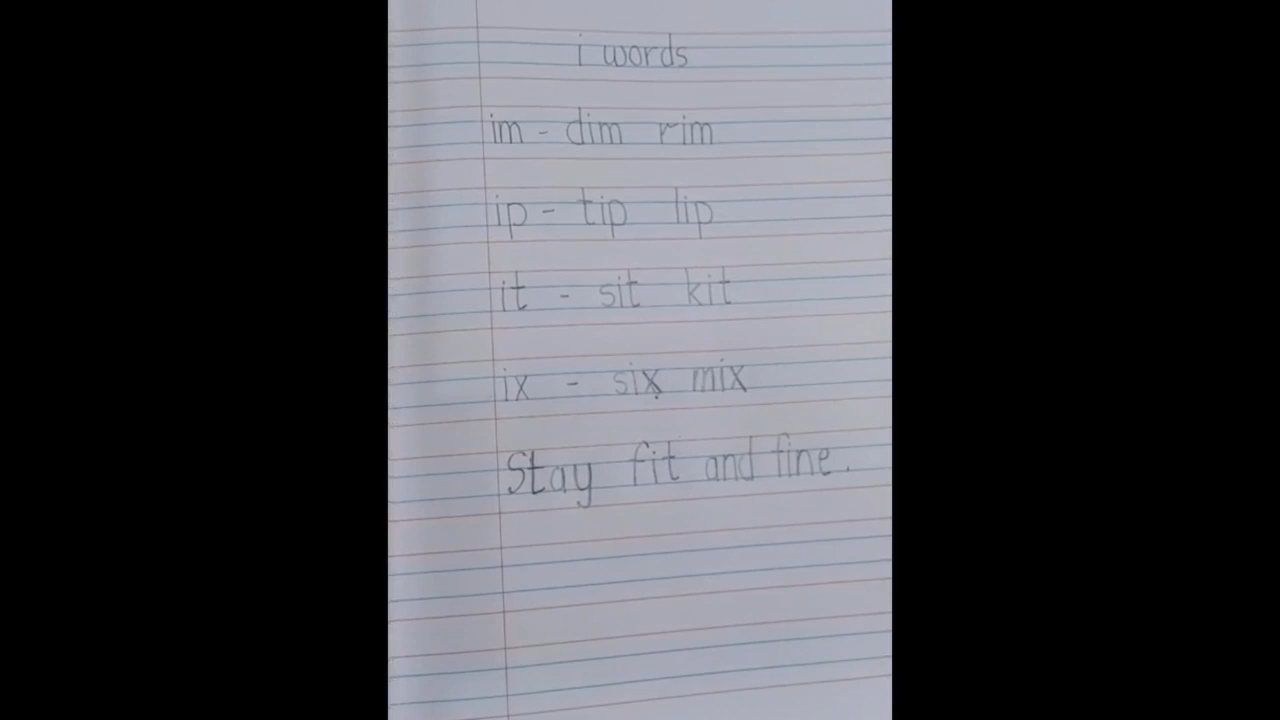 i words
im - dim rim
ip - tip lip
it - sit kit
ix - six mix
Stay fit and fine.